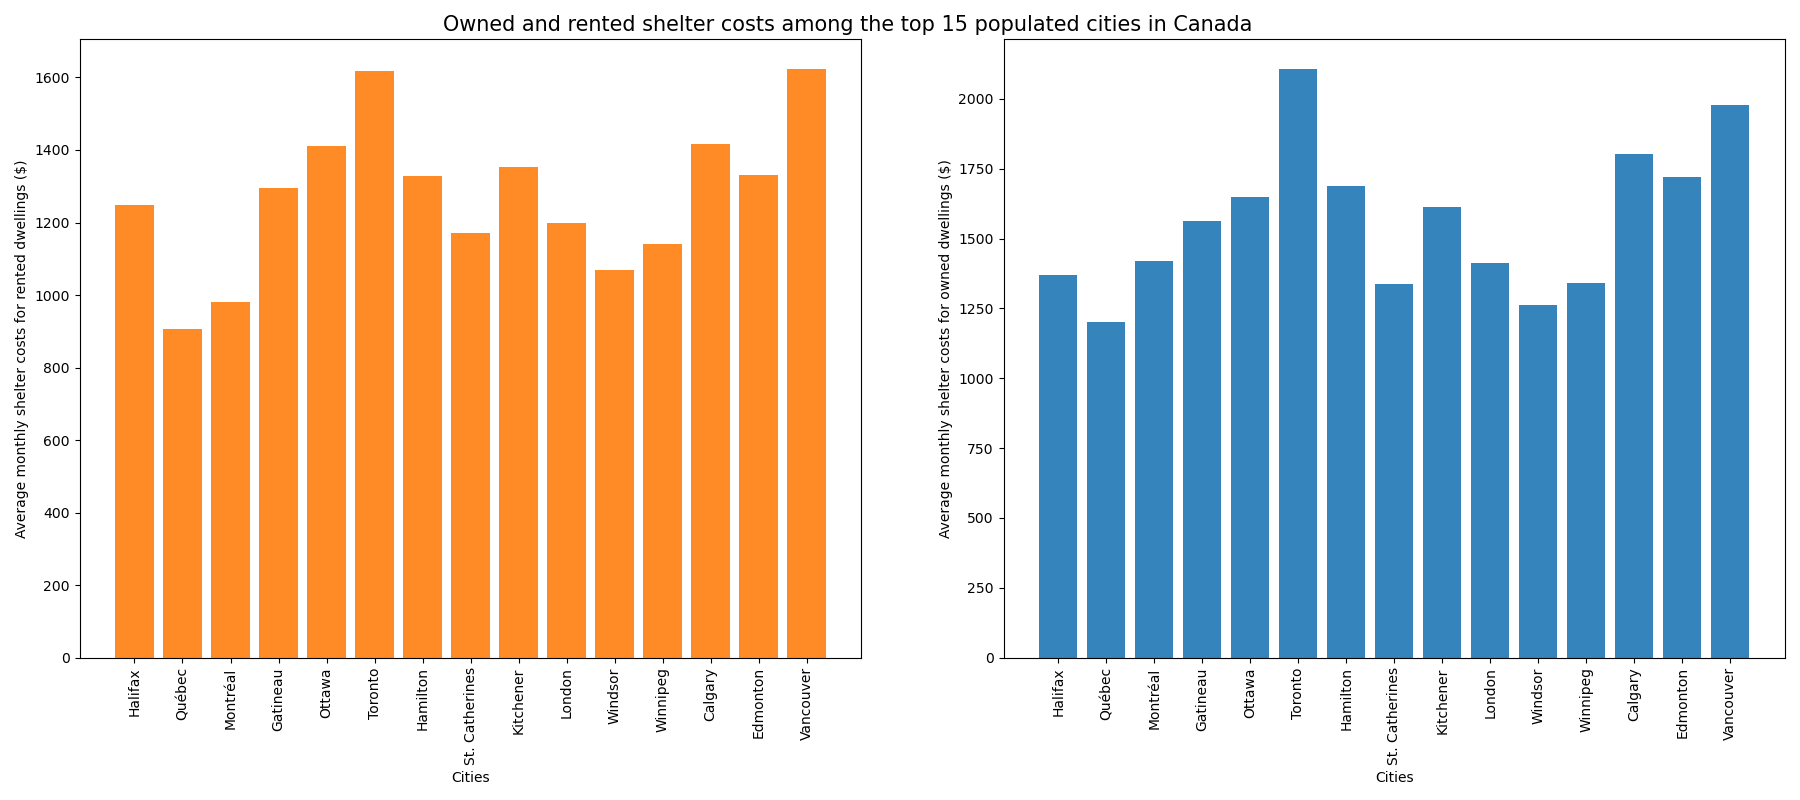 Owned and rented shelter costs among the top 15 populated cities in Canada
Average monthly shelter costs for rented dwellings ($)
1600
1400
1200
1000
800
600
400
200
0
Halifax
Québec
Montréal
Gatineau
Ottawa
Toronto
Hamilton
St. Catherines
Kitchener
London
Windsor
Winnipeg
Calgary
Edmonton
Vancouver
Cities
Average monthly shelter costs for owned dwellings ($)
2000
1750
1500
1250
1000
750
500
250
0
Halifax
Québec
Montréal
Gatineau
Ottawa
Toronto
Hamilton
St. Catherines
Kitchener
London
Windsor
Winnipeg
Calgary
Edmonton
Vancouver
Cities